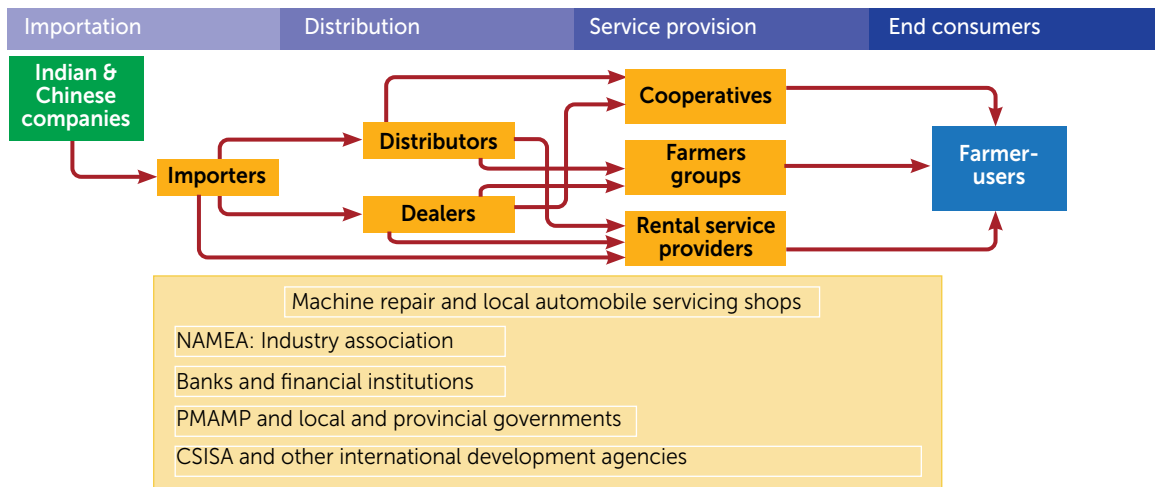 Importation
Distribution
Service provision
End consumers
Indian &
Chinese
companies
Importers
Distributors
Dealers
Cooperatives
Farmers
groups
Rental service
providers
Farmer-
users
Machine repair and local automobile servicing shops
NAMEA: Industry association
Banks and financial institutions
PMAMP and local and provincial governments
CSISA and other international development agencies